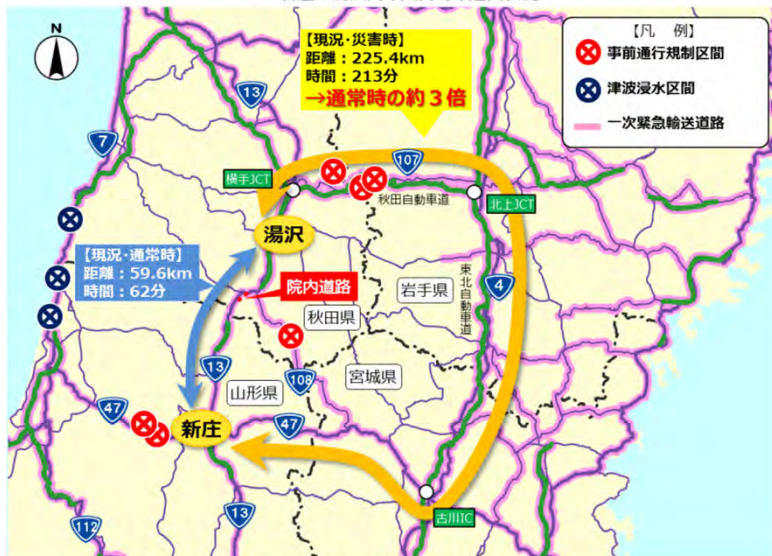 N
【現況・災害時】
距離：225.4km
時間：213分
→通常時の約３倍
【凡 例】
事前通行規制区間
津波浸水区間
一次緊急輸送道路
13
7
107
横手JCT
秋田自動車道
北上JCT
湯沢
【現況・通常時】
距離：59.6km
時間：62分
院内道路
岩手県
東北自動車道
4
秋田県
13
山形県
108
宮城県
47
新庄
47
古川IC
112
13